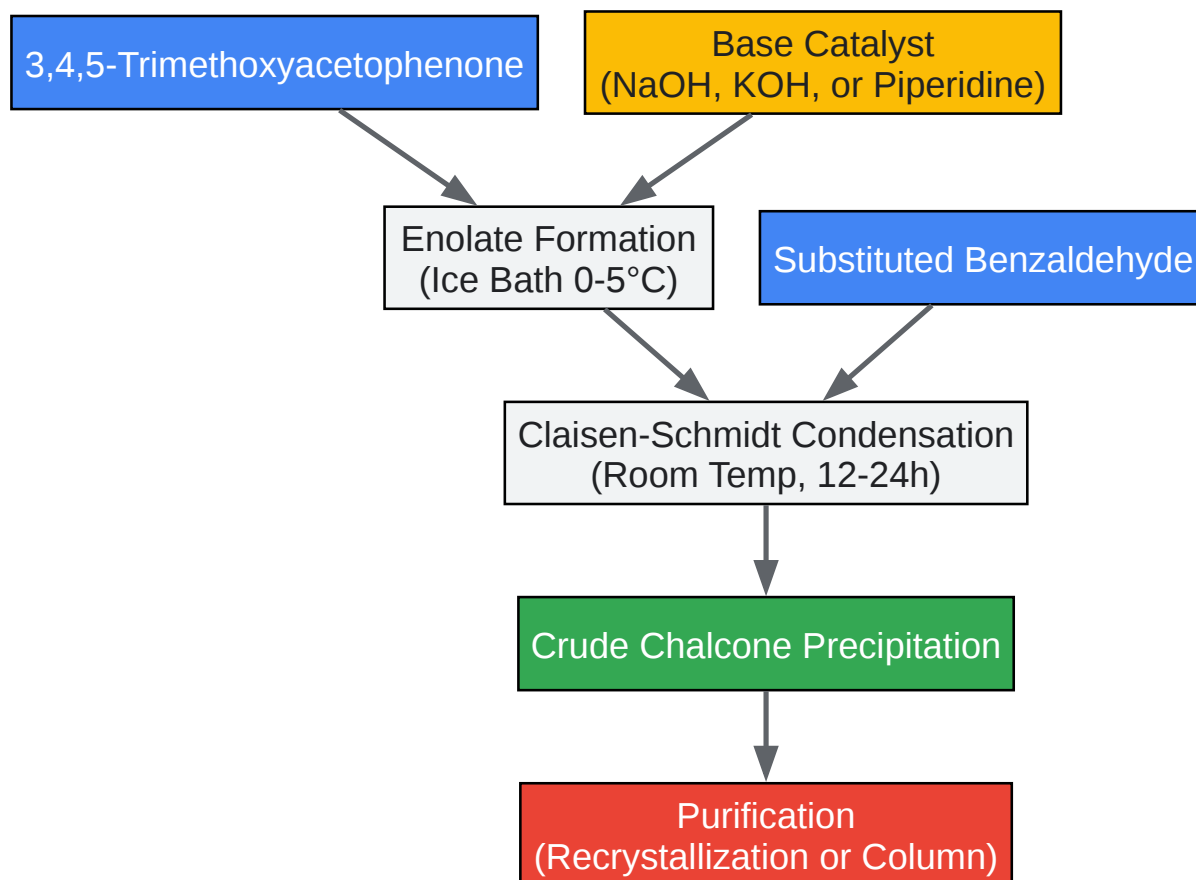 3,4,5-Trimethoxyacetophenone
Base Catalyst
(NaOH, KOH, or Piperidine)
Enolate Formation
(Ice Bath 0-5°C)
Substituted Benzaldehyde
Claisen-Schmidt Condensation
(Room Temp, 12-24h)
Crude Chalcone Precipitation
Purification
(Recrystallization or Column)